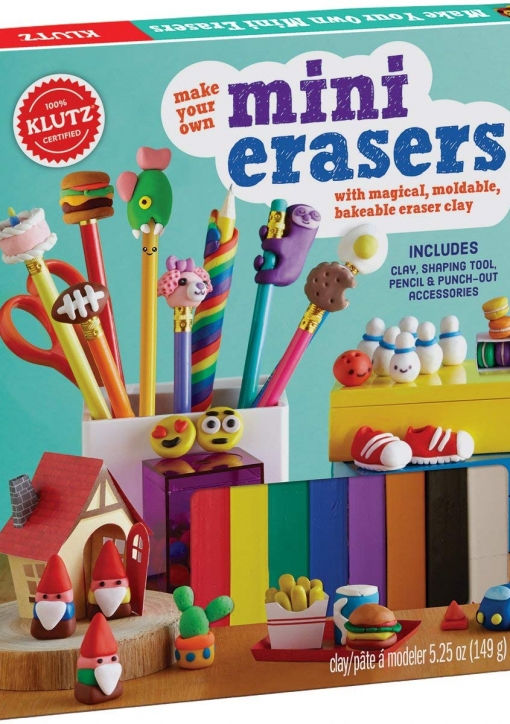 KLUTZ
Make Your Own Mini Erasers
100%
KLUTZ
CERTIFIED
make
your
own
mini
erasers
with magical, moldable,
bakeable eraser clay
INCLUDES
CLAY, SHAPING TOOL,
PENCIL & PUNCH-OUT
ACCESSORIES
clay/pâte á modeler 5.25 oz (149 g)